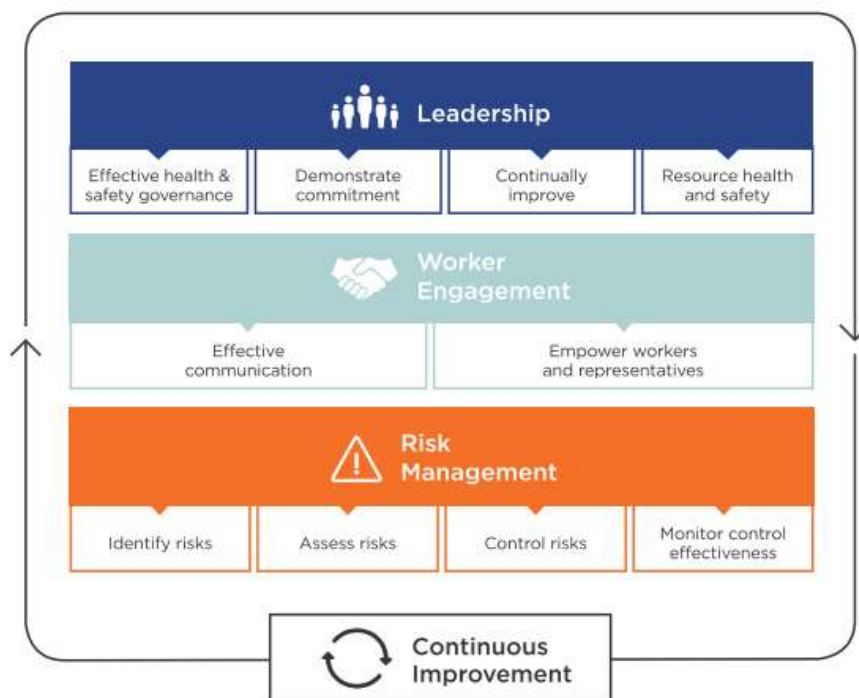 Leadership
Effective health &
safety governance
Demonstrate
commitment
Continually
improve
Resource health
and safety
Worker
Engagement
Effective
communication
Empower workers
and representatives
Risk
Management
Identify risks
Assess risks
Control risks
Monitor control
effectiveness
Continuous
Improvement